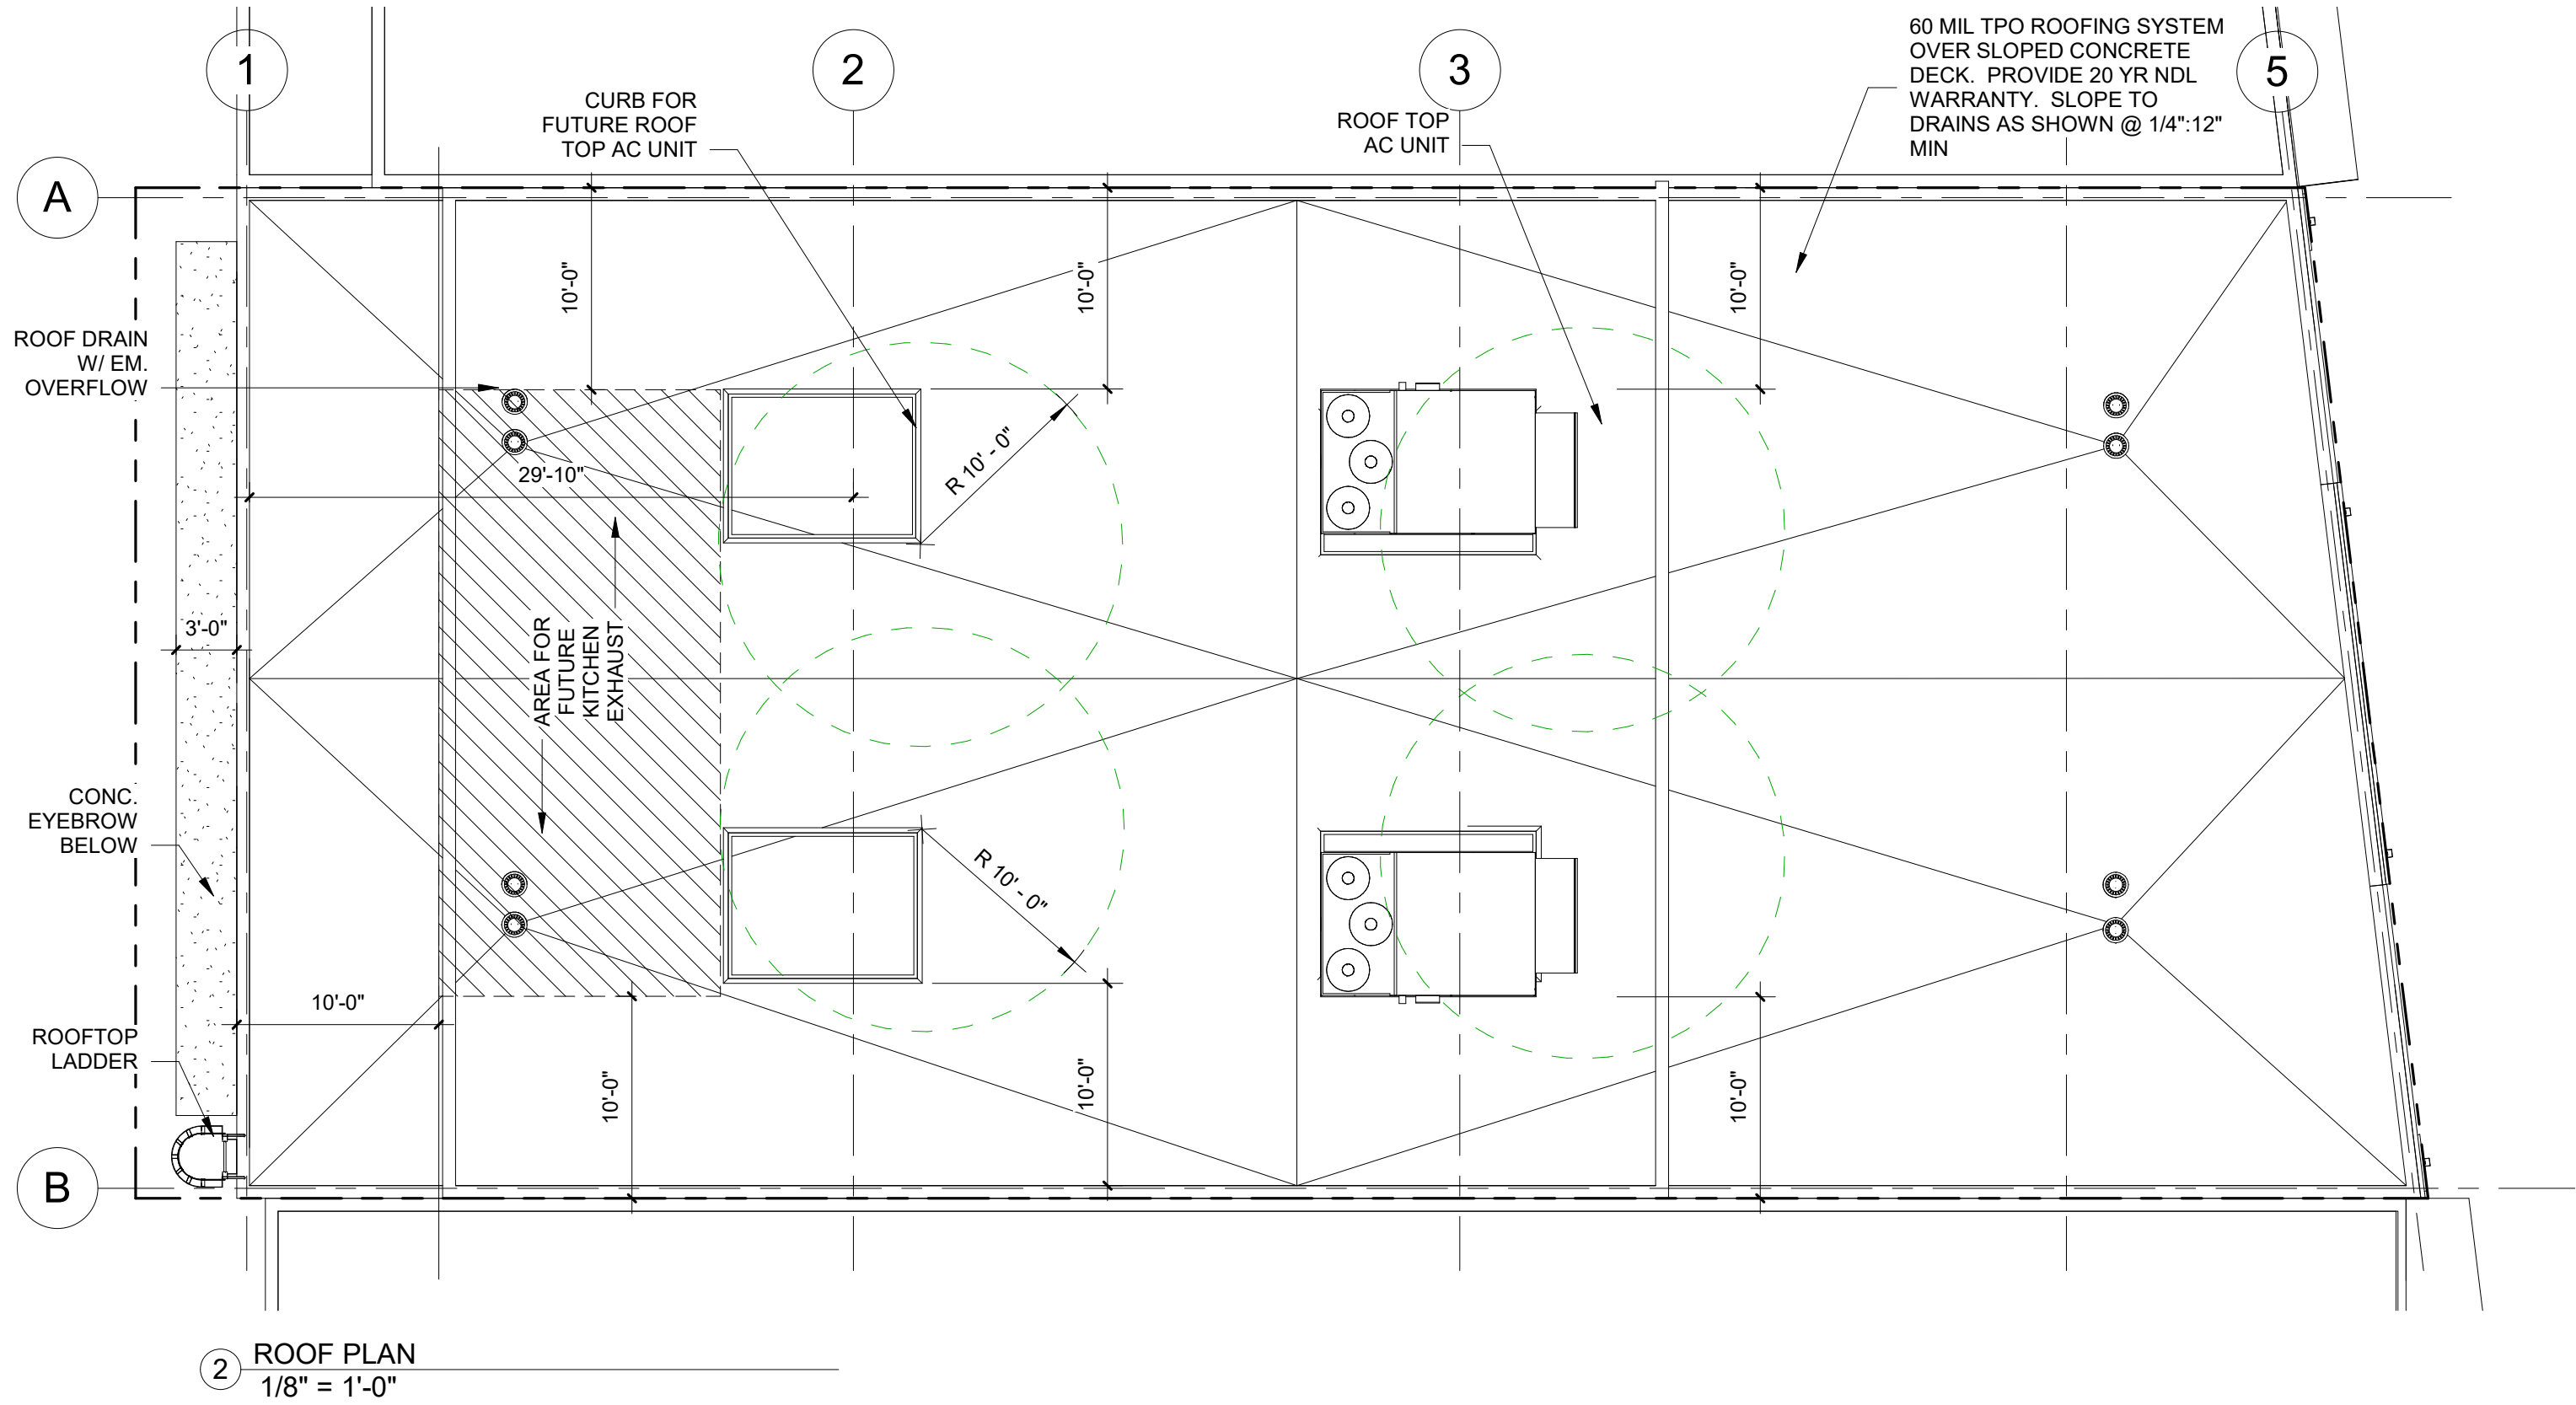 1
2
3
5
A
B
60 MIL TPO ROOFING SYSTEM
OVER SLOPED CONCRETE
DECK.  PROVIDE 20 YR NDL
WARRANTY.  SLOPE TO
DRAINS AS SHOWN @ 1/4":12"
MIN
CURB FOR
FUTURE ROOF
TOP AC UNIT
ROOF TOP
AC UNIT
10'-0"
10'-0"
10'-0"
ROOF DRAIN
W/ EM.
OVERFLOW
29'-10"
R 10' - 0"
3'-0"
AREA FOR
FUTURE
KITCHEN
EXHAUST
CONC.
EYEBROW
BELOW
R 10' - 0"
10'-0"
ROOFTOP
LADDER
10'-0"
10'-0"
10'-0"
2
ROOF PLAN
1/8" = 1'-0"